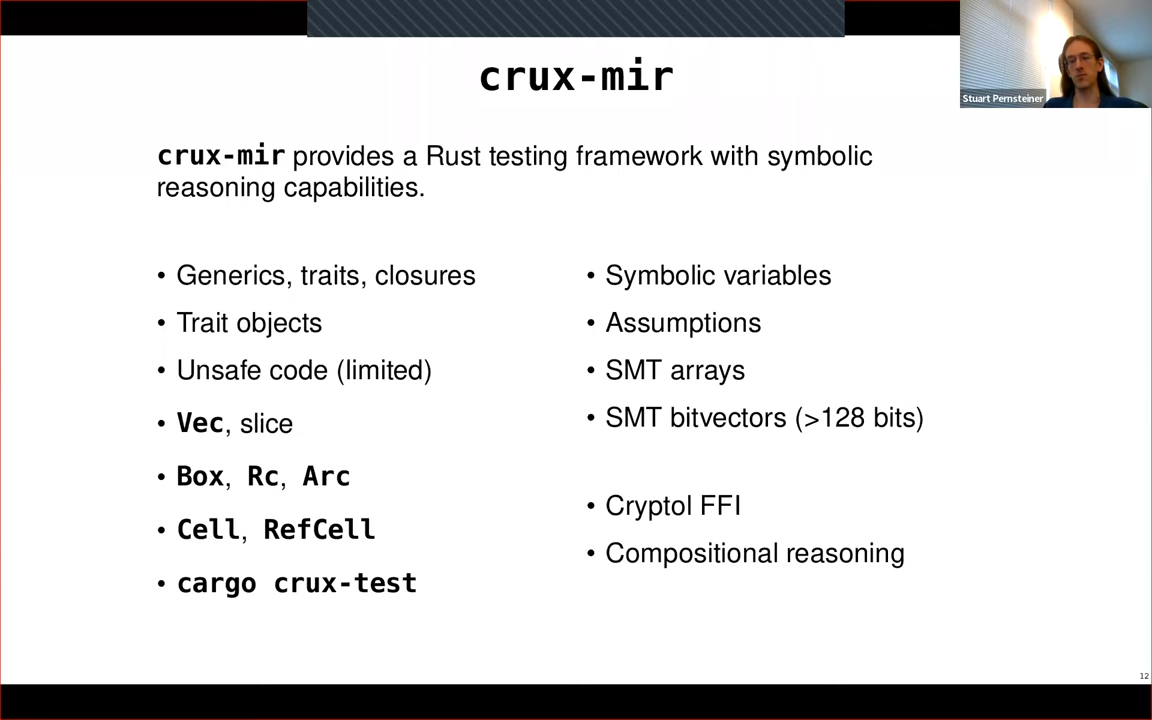 crux-mir
Stuart Pernsteiner
crux-mir provides a Rust testing framework with symbolic
reasoning capabilities.
• Generics, traits, closures
• Trait objects
• Unsafe code (limited)
• Vec, slice
• Box, Rc, Arc
• Cell, RefCell
• cargo crux-test
• Symbolic variables
• Assumptions
• SMT arrays
• SMT bitvectors (>128 bits)
• Cryptol FFI
• Compositional reasoning
12